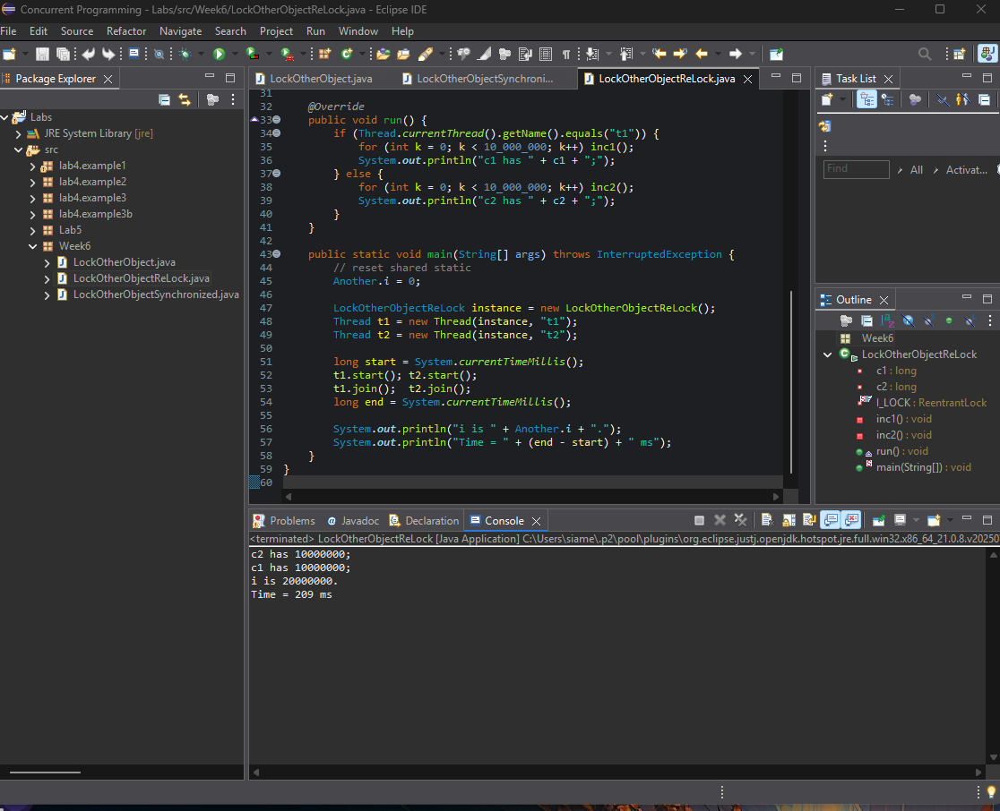 Concurrent Programming - Labs/src/Week6/LockOtherObjectReLock.java - Eclipse IDE
File Edit Source Refactor Navigate Search Project Run Window Help
Package Explorer
Labs
JRE System Library [jre]
src
lab4.example1
lab4.example2
lab4.example3
lab4.example3b
Lab5
Week6
LockOtherObject.java
LockOtherObjectReLock.java
LockOtherObjectSynchronized.java
LockOtherObject.java LockOtherObjectSynchroni... LockOtherObjectReLock.java
31
32 @Override
33 public void run() {
34 if (Thread.currentThread().getName().equals("t1")) {
35 for (int k = 0; k < 10_000_000; k++) inc1();
36 System.out.println("c1 has " + c1 + ";");
37 } else {
38 for (int k = 0; k < 10_000_000; k++) inc2();
39 System.out.println("c2 has " + c2 + ";");
40 }
41 }
42
43 public static void main(String[] args) throws InterruptedException {
44 // reset shared static
45 Another.i = 0;
46
47 LockOtherObjectReLock instance = new LockOtherObjectReLock();
48 Thread t1 = new Thread(instance, "t1");
49 Thread t2 = new Thread(instance, "t2");
50
51 long start = System.currentTimeMillis();
52 t1.start(); t2.start();
53 t1.join();  t2.join();
54 long end = System.currentTimeMillis();
55
56 System.out.println("i is " + Another.i + ".");
57 System.out.println("Time = " + (end - start) + " ms");
58 }
59 }
60
Task List
Find All Activat...
Outline
Week6
LockOtherObjectReLock
c1 : long
c2 : long
I_LOCK : ReentrantLock
inc1() : void
inc2() : void
run() : void
main(String[]) : void
Problems Javadoc Declaration Console
<terminated> LockOtherObjectReLock [Java Application] C:\Users\siame\.p2\pool\plugins\org.eclipse.justj.openjdk.hotspot.jre.full.win32.x86_64_21.0.8.v20250
c2 has 10000000;
c1 has 10000000;
i is 20000000.
Time = 209 ms